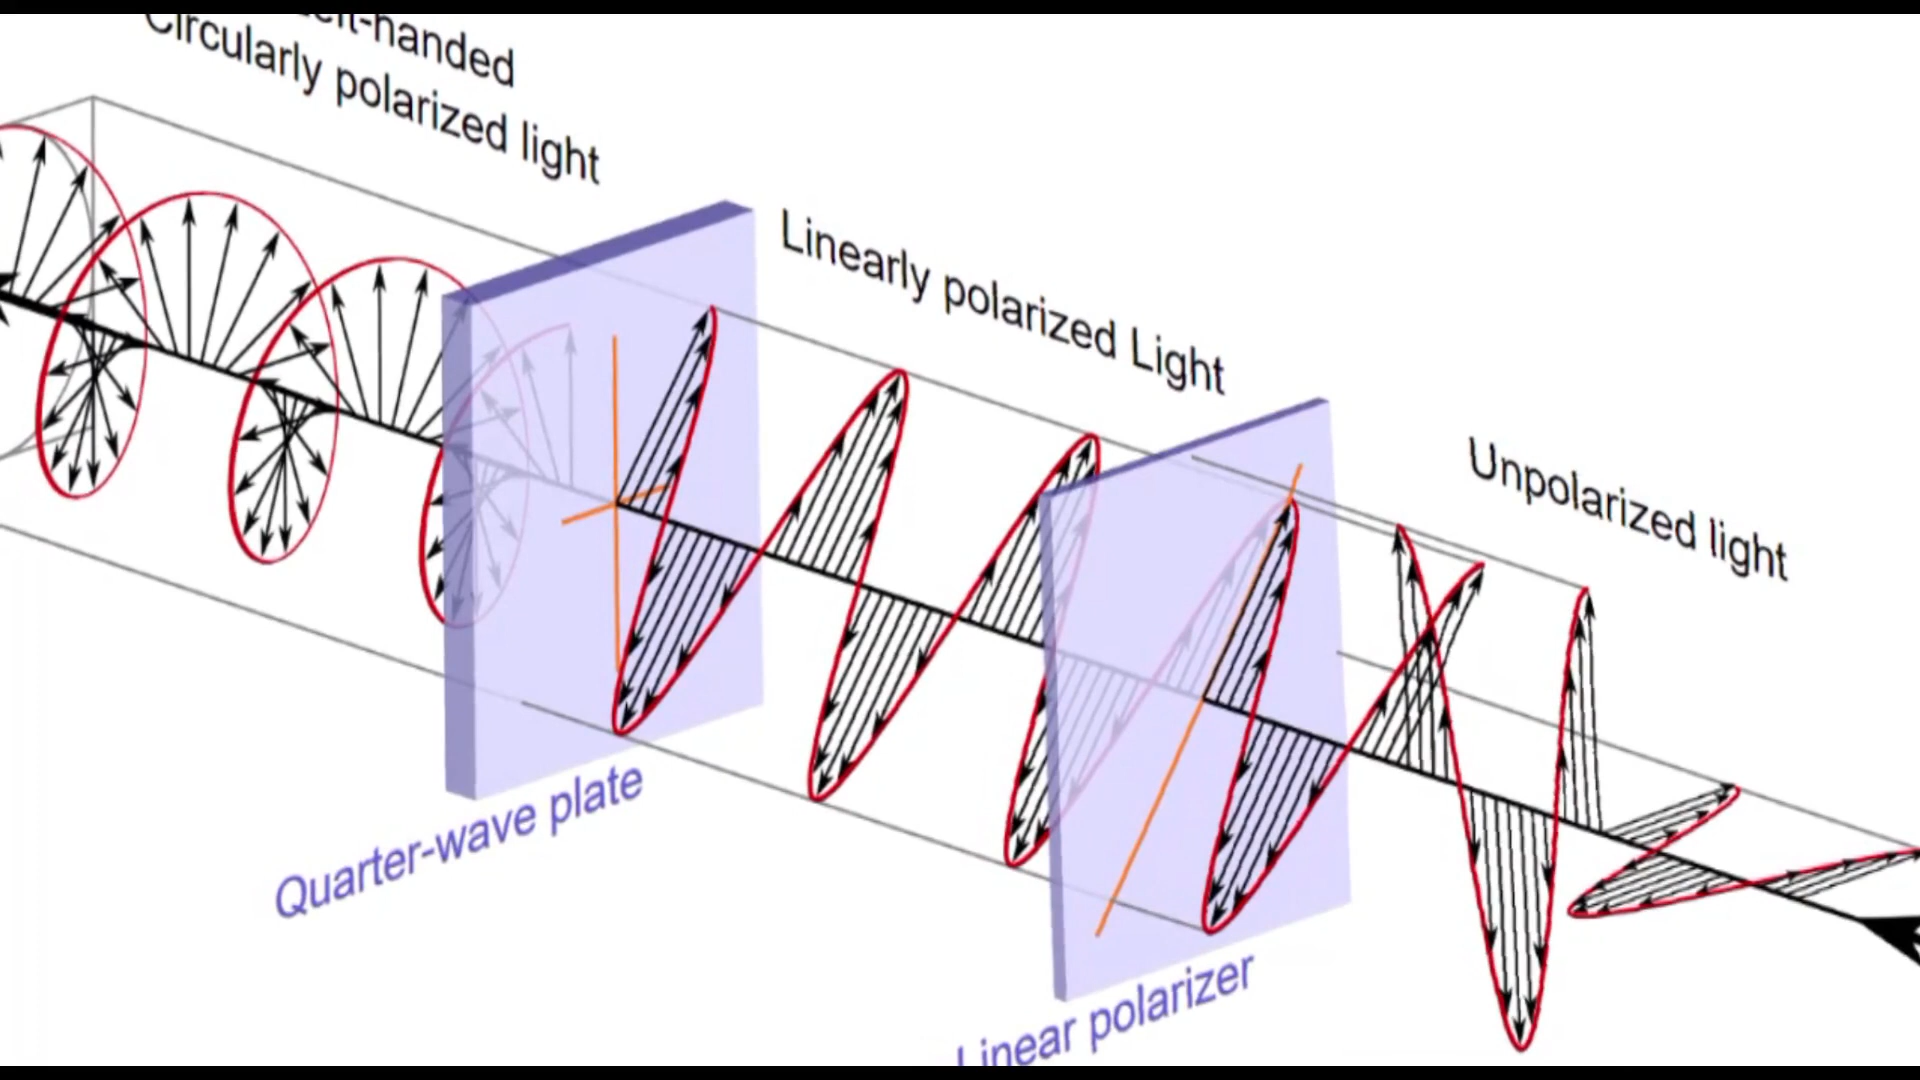 Circularly polarized light
Linearly polarized Light
Unpolarized light
Quarter-wave plate
Linear polarizer